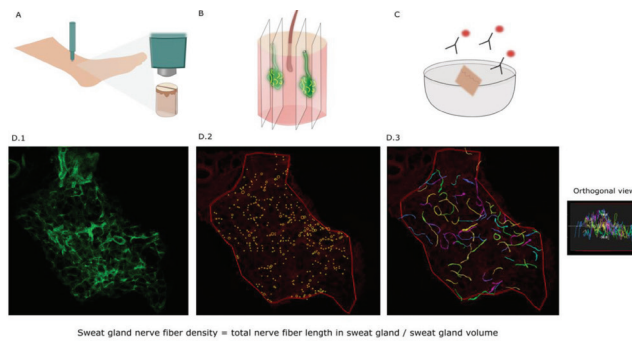 A
B
C
D.1
D.2
D.3
Orthogonal view
Sweat gland nerve fiber density = total nerve fiber length in sweat gland / sweat gland volume